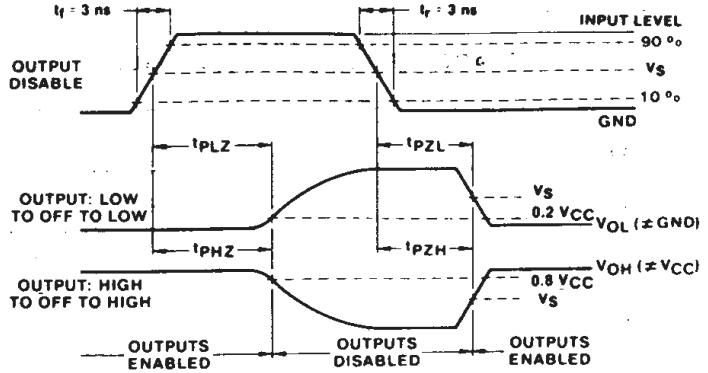 tf = 3 ns
tr = 3 ns
INPUT LEVEL
90 %
OUTPUT
DISABLE
VS
10 %
GND
tPLZ
tPZL
OUTPUT: LOW
TO OFF TO LOW
VS
0.2 VCC
VOL (≠ GND)
tPHZ
tPZH
OUTPUT: HIGH
TO OFF TO HIGH
VOH (≠ VCC)
0.8 VCC
VS
OUTPUTS
ENABLED
OUTPUTS
DISABLED
OUTPUTS
ENABLED